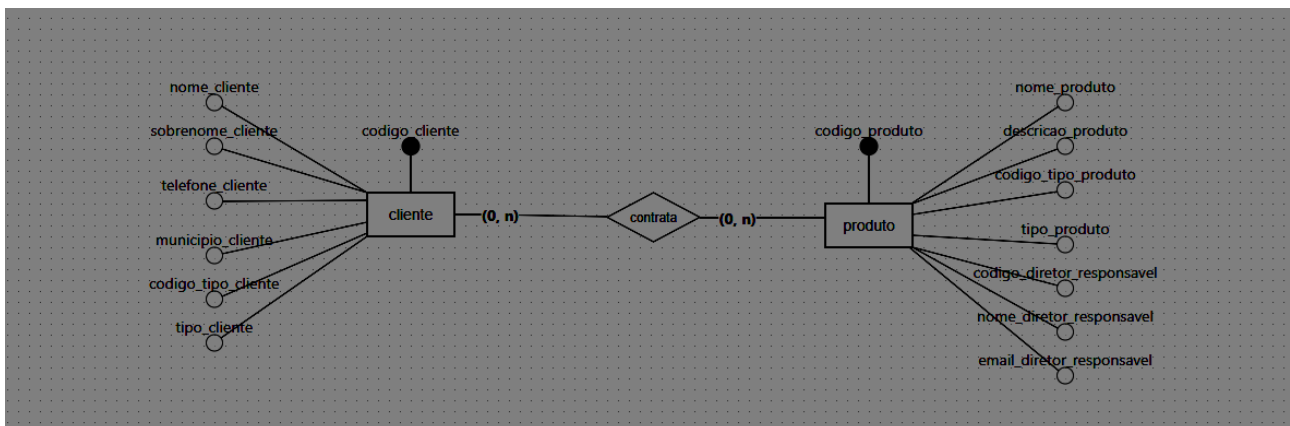 nome_cliente
sobrenome_cliente
telefone_cliente
municipio_cliente
codigo_tipo_cliente
tipo_cliente
codigo_cliente
cliente
(0, n)
contrata
(0, n)
codigo_produto
produto
nome_produto
descricao_produto
codigo_tipo_produto
tipo_produto
codigo_diretor_responsavel
nome_diretor_responsavel
email_diretor_responsavel